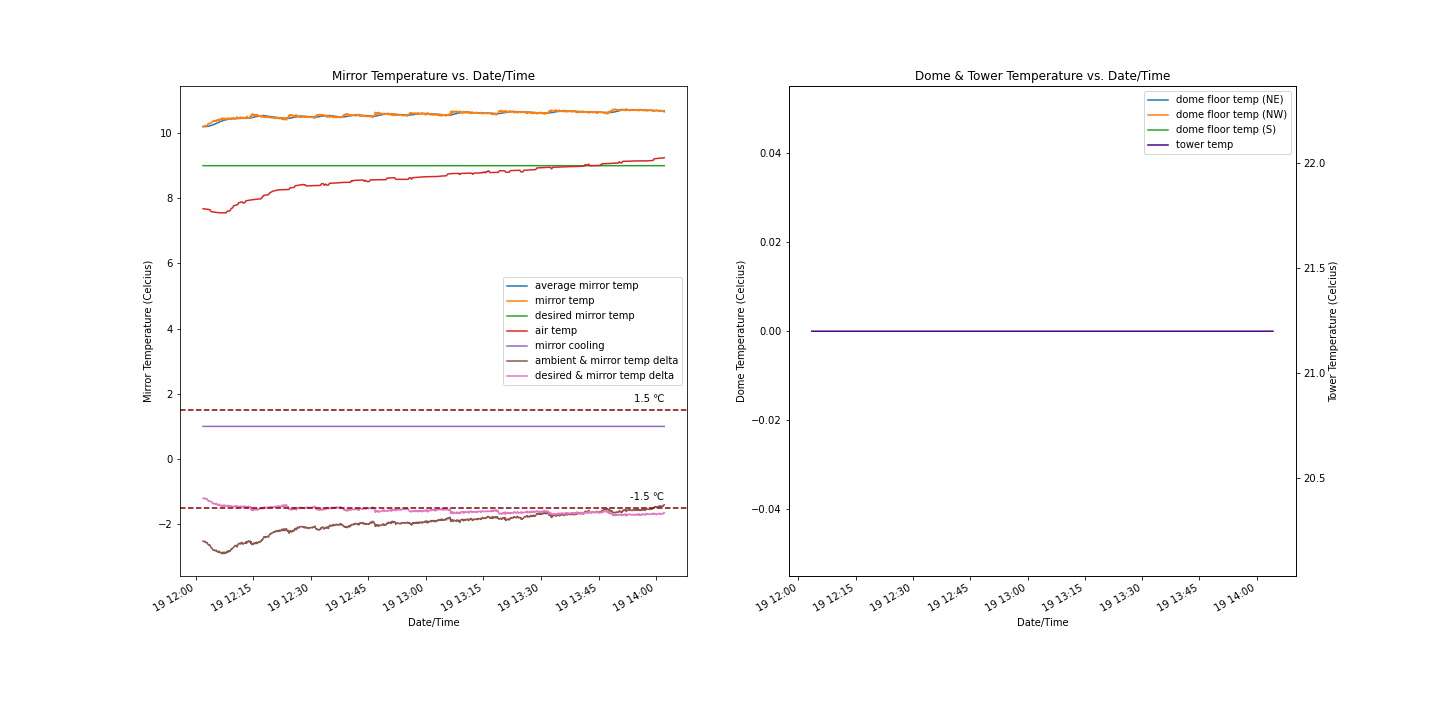 Mirror Temperature vs. Date/Time
Mirror Temperature (Celcius)
10
8
6
4
2
0
−2
average mirror temp
mirror temp
desired mirror temp
air temp
mirror cooling
ambient & mirror temp delta
desired & mirror temp delta
1.5 °C
-1.5 °C
19 12:00
19 12:15
19 12:30
19 12:45
19 13:00
19 13:15
19 13:30
19 13:45
19 14:00
Date/Time
Dome & Tower Temperature vs. Date/Time
Dome Temperature (Celcius)
0.04
0.02
0.00
−0.02
−0.04
dome floor temp (NE)
dome floor temp (NW)
dome floor temp (S)
tower temp
22.0
21.5
21.0
20.5
Tower Temperature (Celcius)
19 12:00
19 12:15
19 12:30
19 12:45
19 13:00
19 13:15
19 13:30
19 13:45
19 14:00
Date/Time